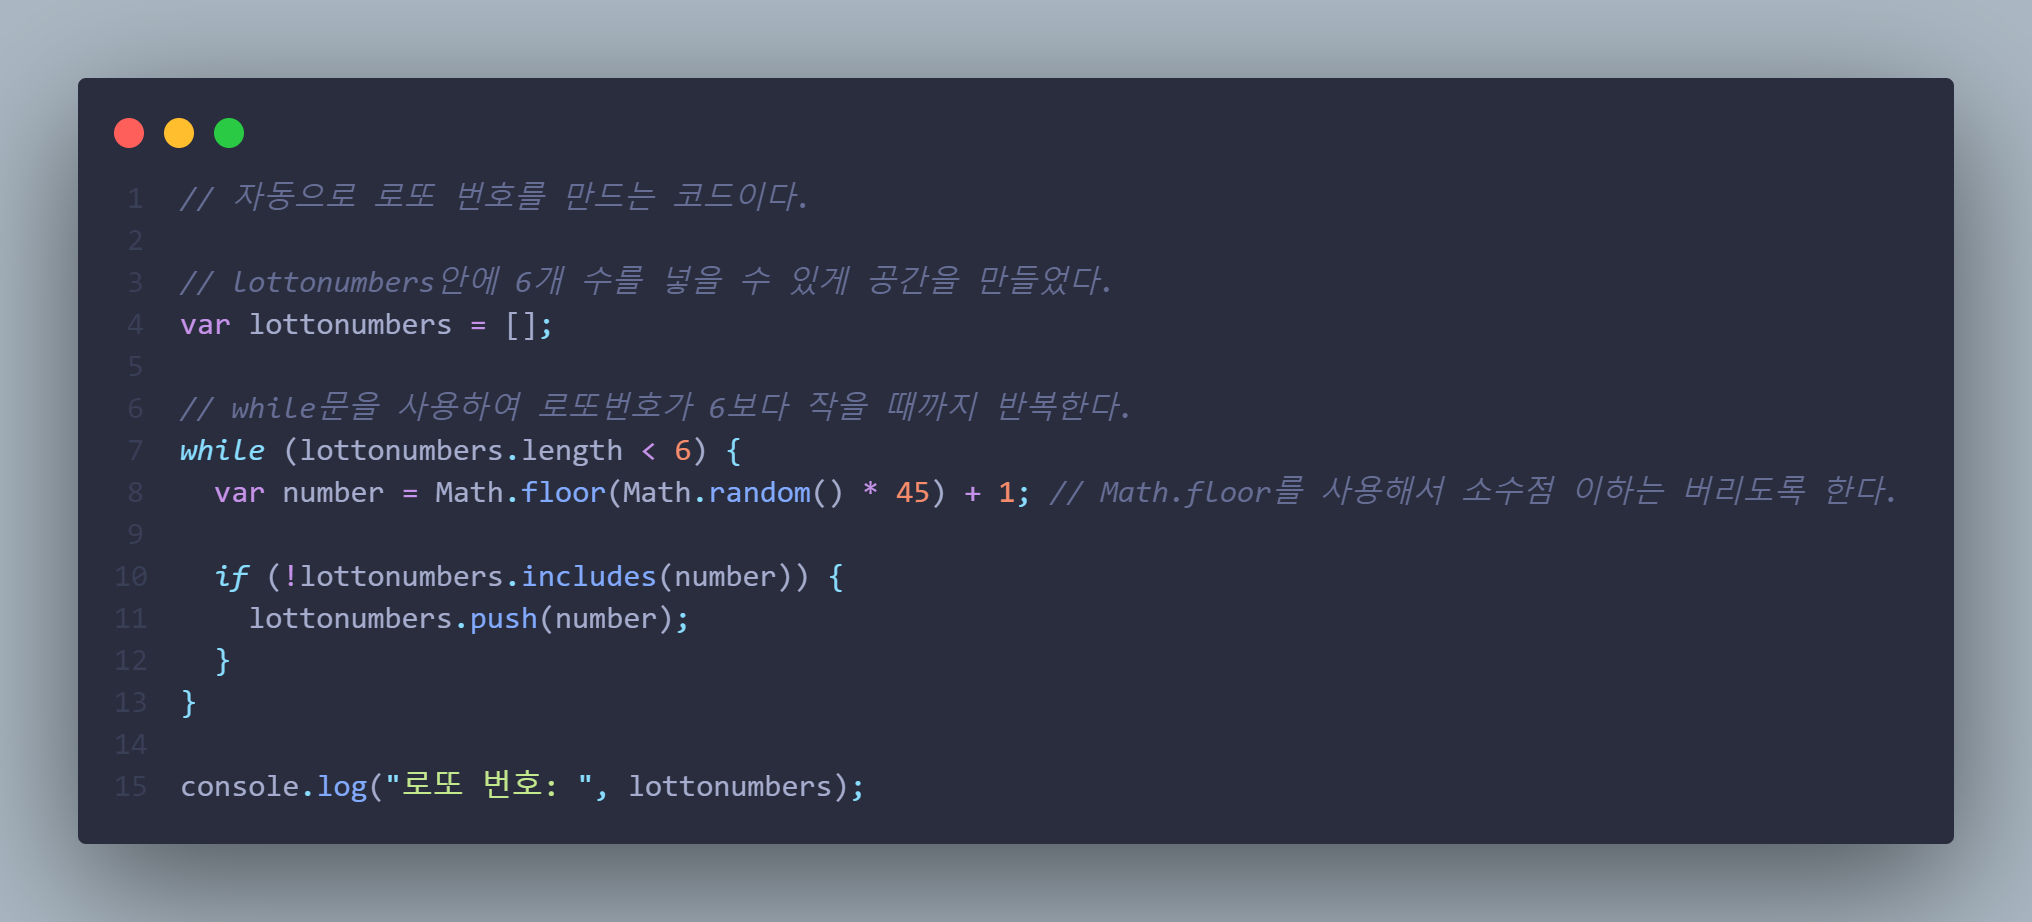 1 // 자동으로 로또 번호를 만드는 코드이다.
2
3 // lottonumbers안에 6개 수를 넣을 수 있게 공간을 만들었다.
4 var lottonumbers = [];
5
6 // while문을 사용하여 로또번호가 6보다 작을 때까지 반복한다.
7 while (lottonumbers.length < 6) {
8   var number = Math.floor(Math.random() * 45) + 1; // Math.floor를 사용해서 소수점 이하는 버리도록 한다.
9
10   if (!lottonumbers.includes(number)) {
11     lottonumbers.push(number);
12   }
13 }
14
15 console.log("로또 번호: ", lottonumbers);